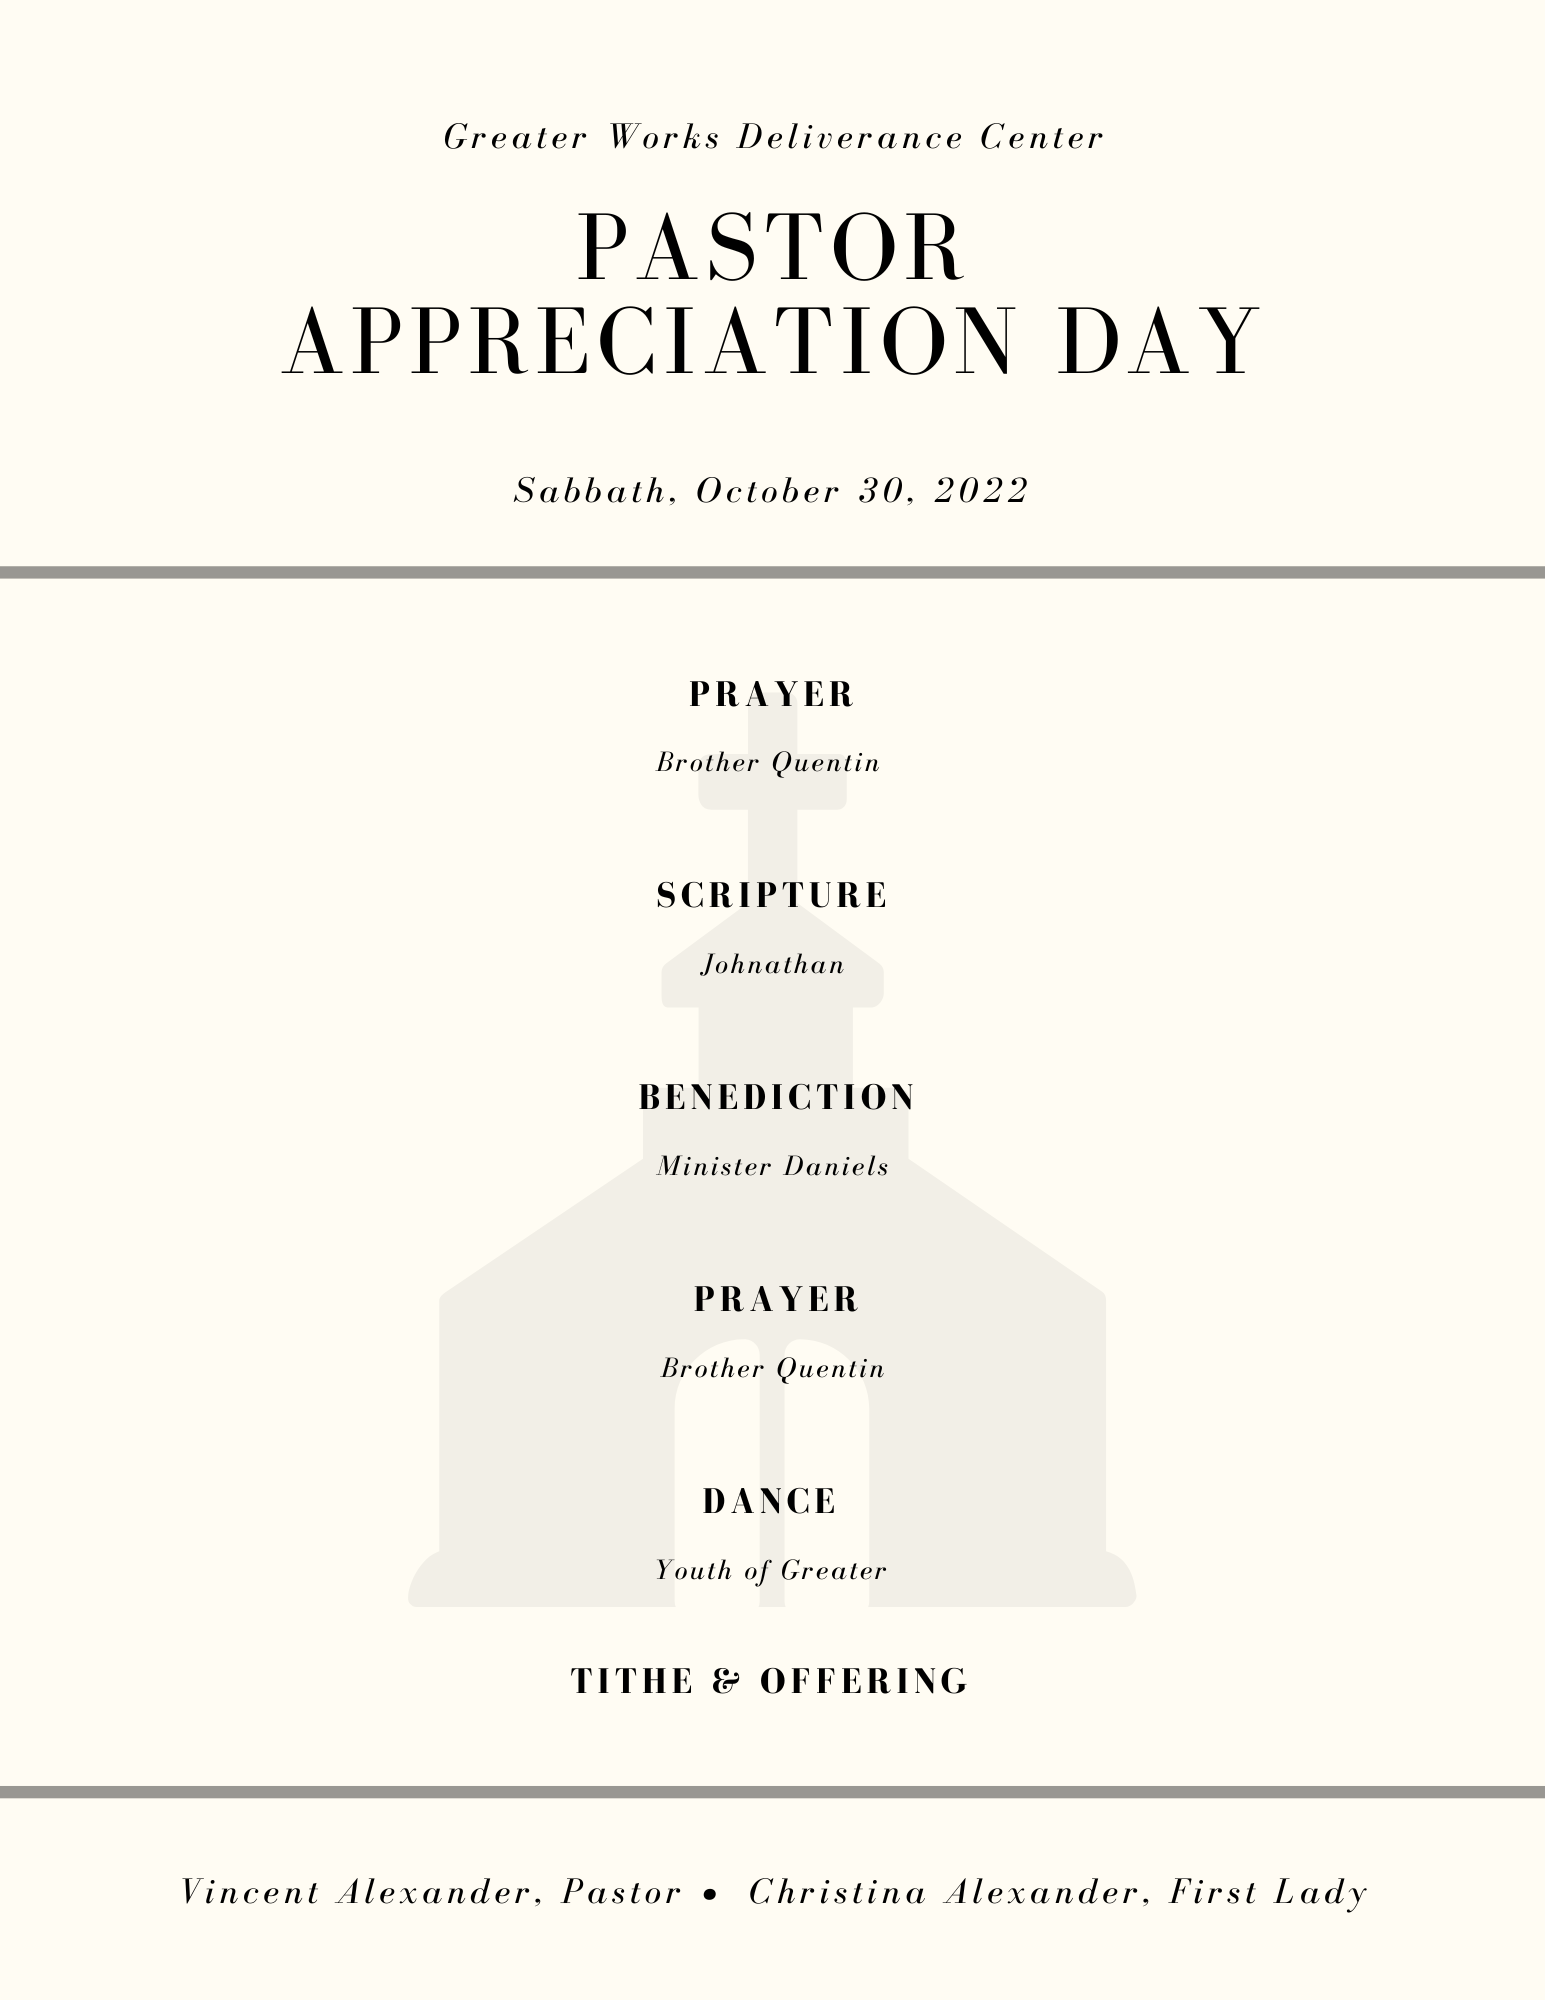 Greater Works Deliverance Center
PASTOR
APPRECIATION DAY
Sabbath, October 30, 2022
PRAYER
Brother Quentin
SCRIPTURE
Johnathan
BENEDICTION
Minister Daniels
PRAYER
Brother Quentin
DANCE
Youth of Greater
TITHE & OFFERING
Vincent Alexander, Pastor • Christina Alexander, First Lady